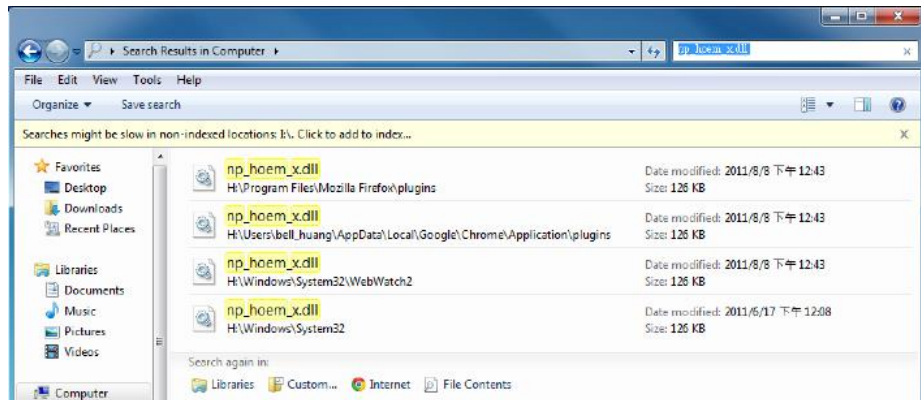 Search Results in Computer
np_hoem_x.dll
File Edit View Tools Help
Organize Save search
Searches might be slow in non-indexed locations: I:\. Click to add to index...
Favorites
Desktop
Downloads
Recent Places
Libraries
Documents
Music
Pictures
Videos
Computer
np_hoem_x.dll
H:\Program Files\Mozilla Firefox\plugins
Date modified: 2011/8/8 下午 12:43
Size: 126 KB
np_hoem_x.dll
H:\Users\bell_huang\AppData\Local\Google\Chrome\Application\plugins
Date modified: 2011/8/8 下午 12:43
Size: 126 KB
np_hoem_x.dll
H:\Windows\System32\WebWatch2
Date modified: 2011/8/8 下午 12:43
Size: 126 KB
np_hoem_x.dll
H:\Windows\System32
Date modified: 2011/6/17 下午 12:08
Size: 126 KB
Search again in:
Libraries Custom... Internet File Contents